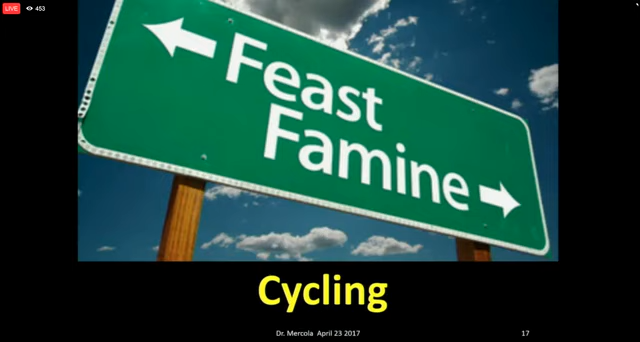 LIVE 453
Feast
Famine
Cycling
Dr. Mercola April 23 2017 17